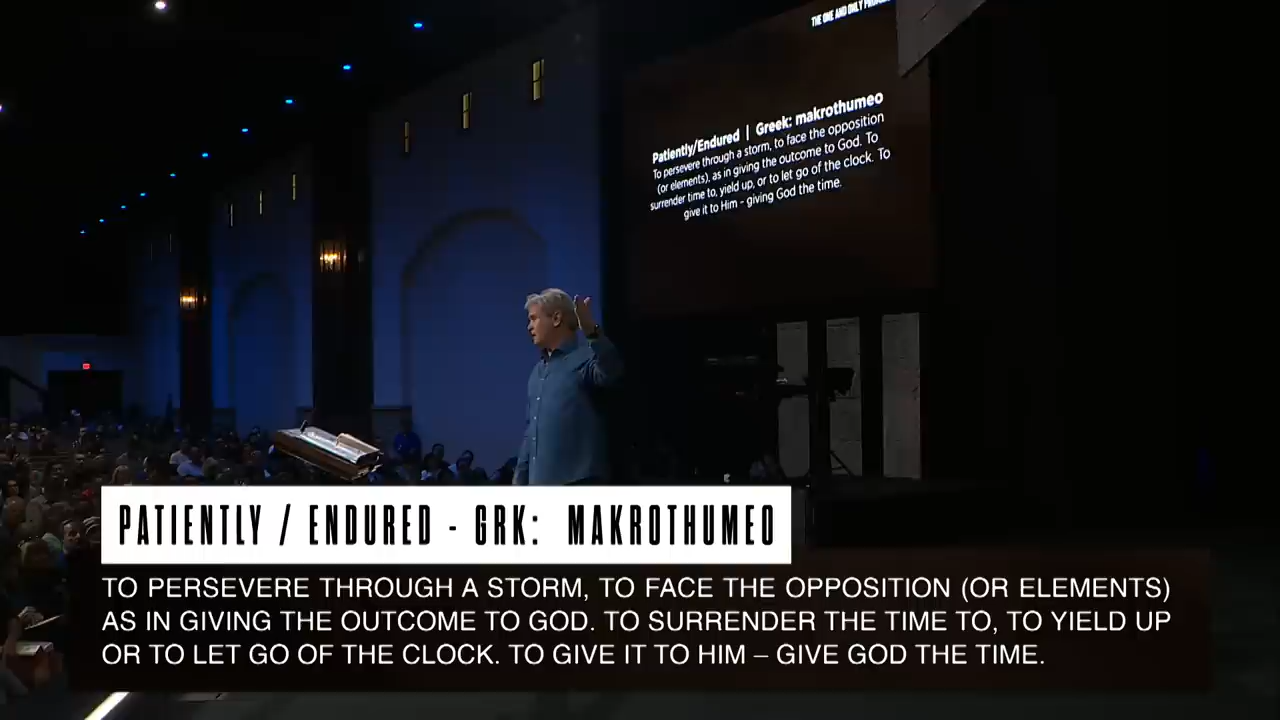 THE ONE AND ONLY
Patiently/Endured | Greek: makrothumeo
To persevere through a storm, to face the opposition
(or elements), as in giving the outcome to God. To
surrender time to, yield up, or to let go of the clock. To
give it to Him - giving God the time.
PATIENTLY / ENDURED - GRK: MAKROTHUMEO
TO PERSEVERE THROUGH A STORM, TO FACE THE OPPOSITION (OR ELEMENTS)
AS IN GIVING THE OUTCOME TO GOD. TO SURRENDER THE TIME TO, TO YIELD UP
OR TO LET GO OF THE CLOCK. TO GIVE IT TO HIM – GIVE GOD THE TIME.